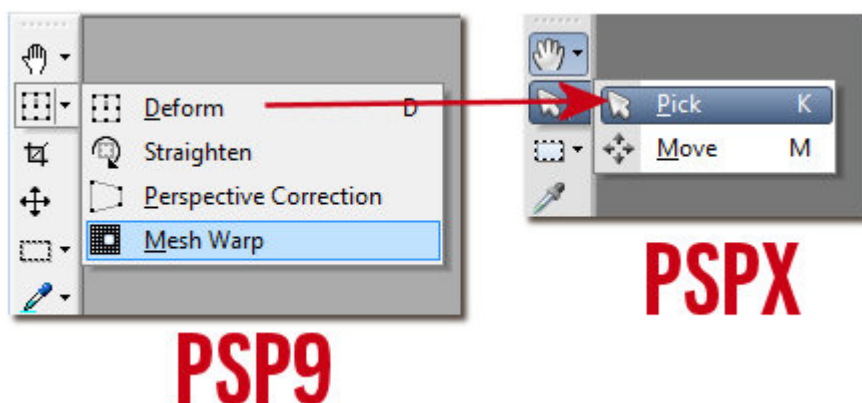 Deform D
Straighten
Perspective Correction
Mesh Warp
PSP9
Pick K
Move M
PSPX